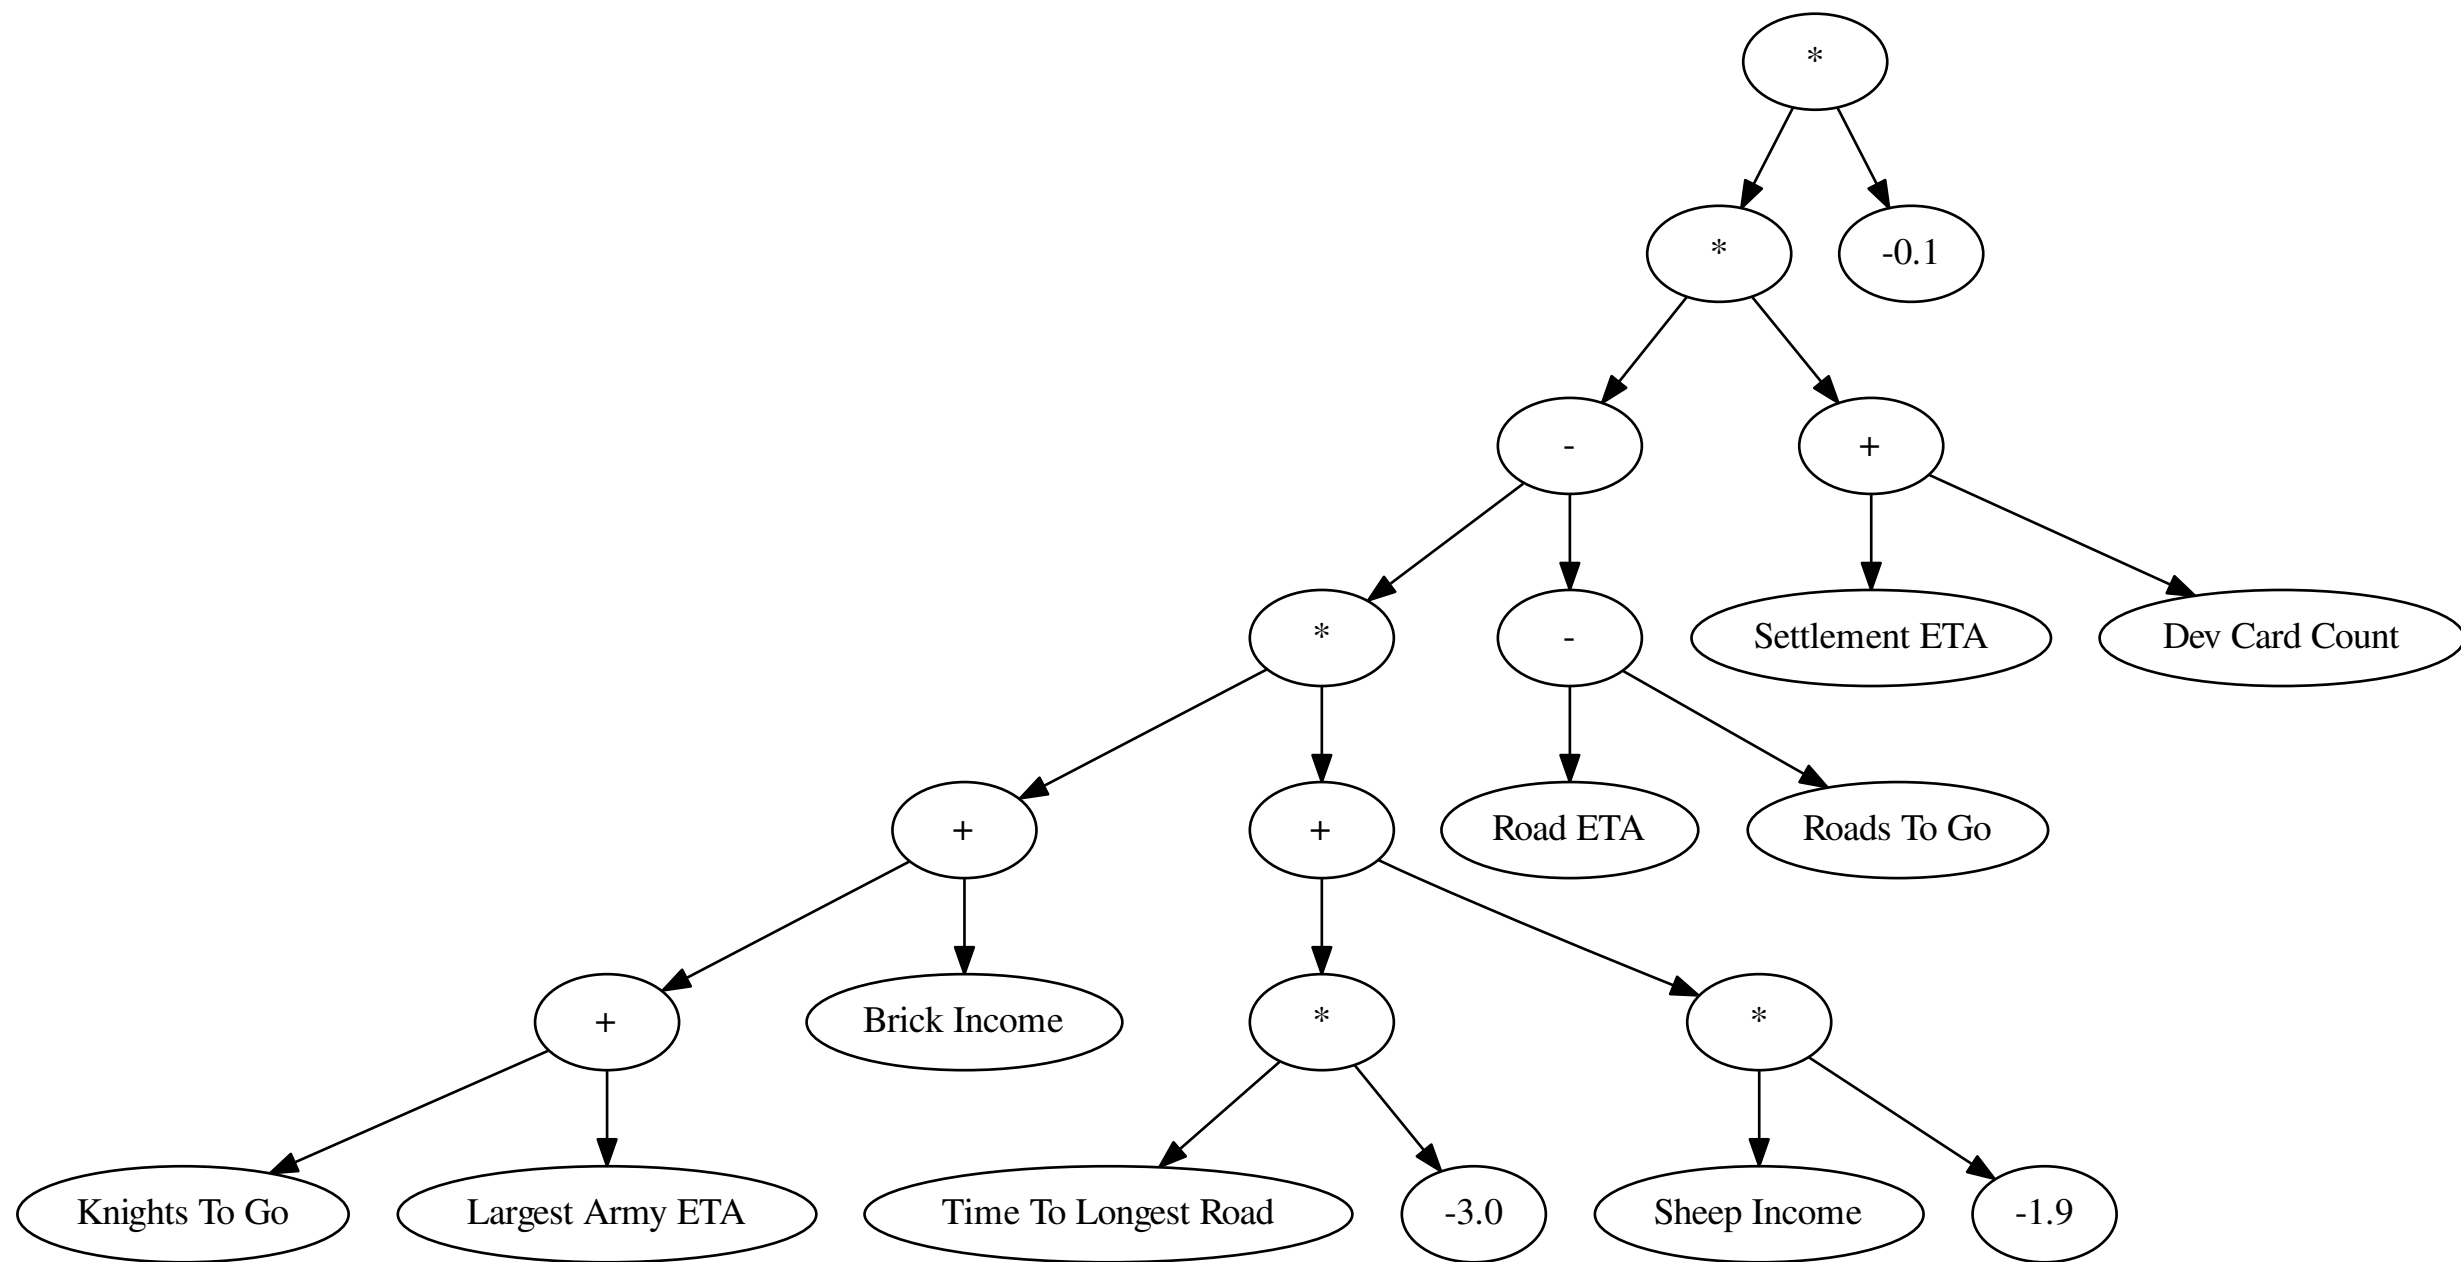 *
*
-0.1
-
+
*
-
Settlement ETA
Dev Card Count
+
+
Road ETA
Roads To Go
+
Brick Income
*
*
Knights To Go
Largest Army ETA
Time To Longest Road
-3.0
Sheep Income
-1.9